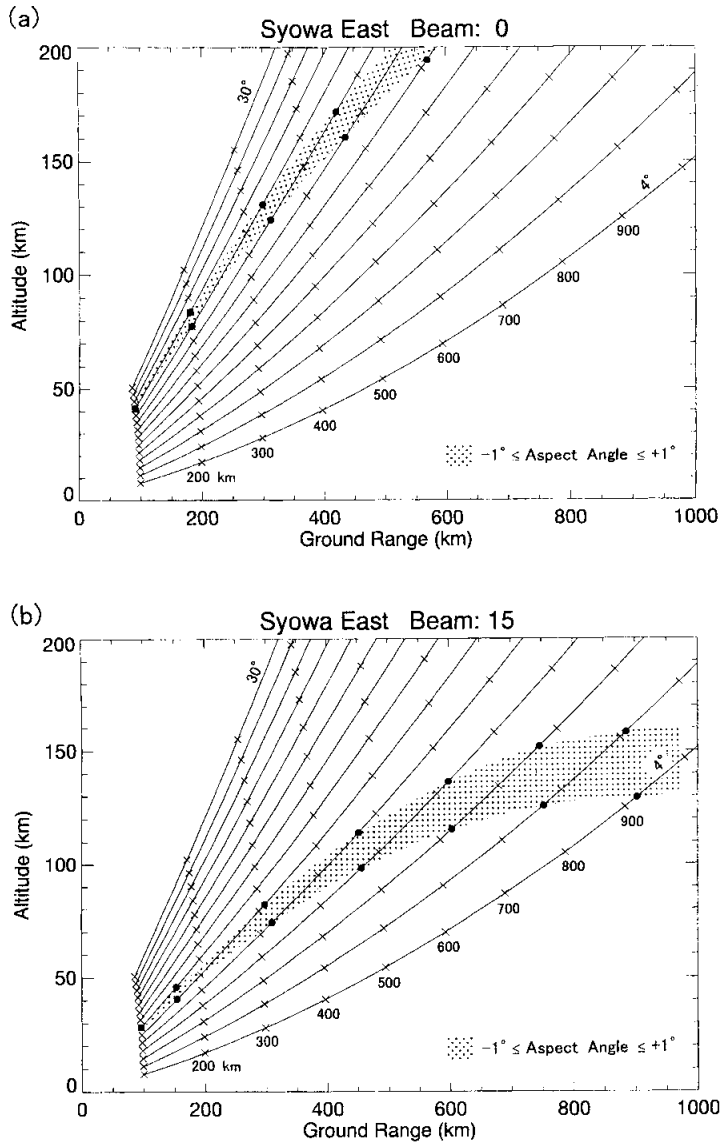 (a)
Syowa East Beam: 0
200
150
100
50
0
Altitude (km)
30°
4°
900
800
700
600
500
400
300
200 km
-1° ≤ Aspect Angle ≤ +1°
0 200 400 600 800 1000
Ground Range (km)
(b)
Syowa East Beam: 15
200
150
100
50
0
Altitude (km)
30°
4°
900
800
700
600
500
400
300
200 km
-1° ≤ Aspect Angle ≤ +1°
0 200 400 600 800 1000
Ground Range (km)